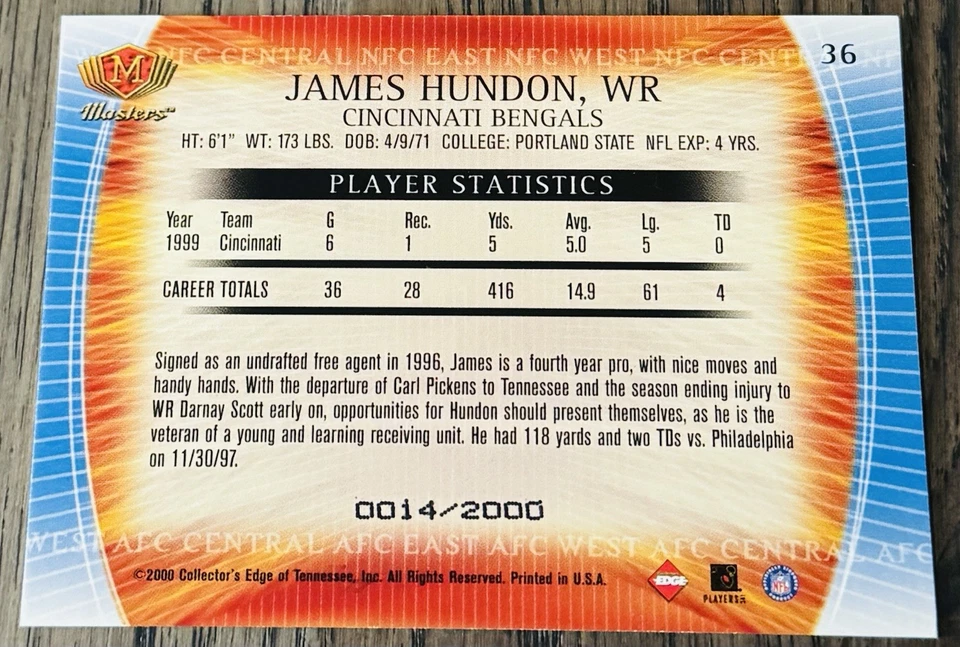 AFC CENTRAL NFC EAST NFC WEST NFC CENTRAL NF
36
M
Masters™
JAMES HUNDON, WR
CINCINNATI BENGALS
HT: 6'1" WT: 173 LBS. DOB: 4/9/71 COLLEGE: PORTLAND STATE NFL EXP: 4 YRS.
PLAYER STATISTICS
Year Team G Rec. Yds. Avg. Lg. TD
1999 Cincinnati 6 1 5 5.0 5 0
CAREER TOTALS 36 28 416 14.9 61 4
Signed as an undrafted free agent in 1996, James is a fourth year pro, with nice moves and
handy hands. With the departure of Carl Pickens to Tennessee and the season ending injury to
WR Darnay Scott early on, opportunities for Hundon should present themselves, as he is the
veteran of a young and learning receiving unit. He had 118 yards and two TDs vs. Philadelphia
on 11/30/97.
0014/2000
WEST AFC CENTRAL AFC EAST AFC WEST AFC CENTRAL AFC
©2000 Collector's Edge of Tennessee, Inc. All Rights Reserved. Printed in U.S.A.
EDGE
PLAYERS INC
NFL